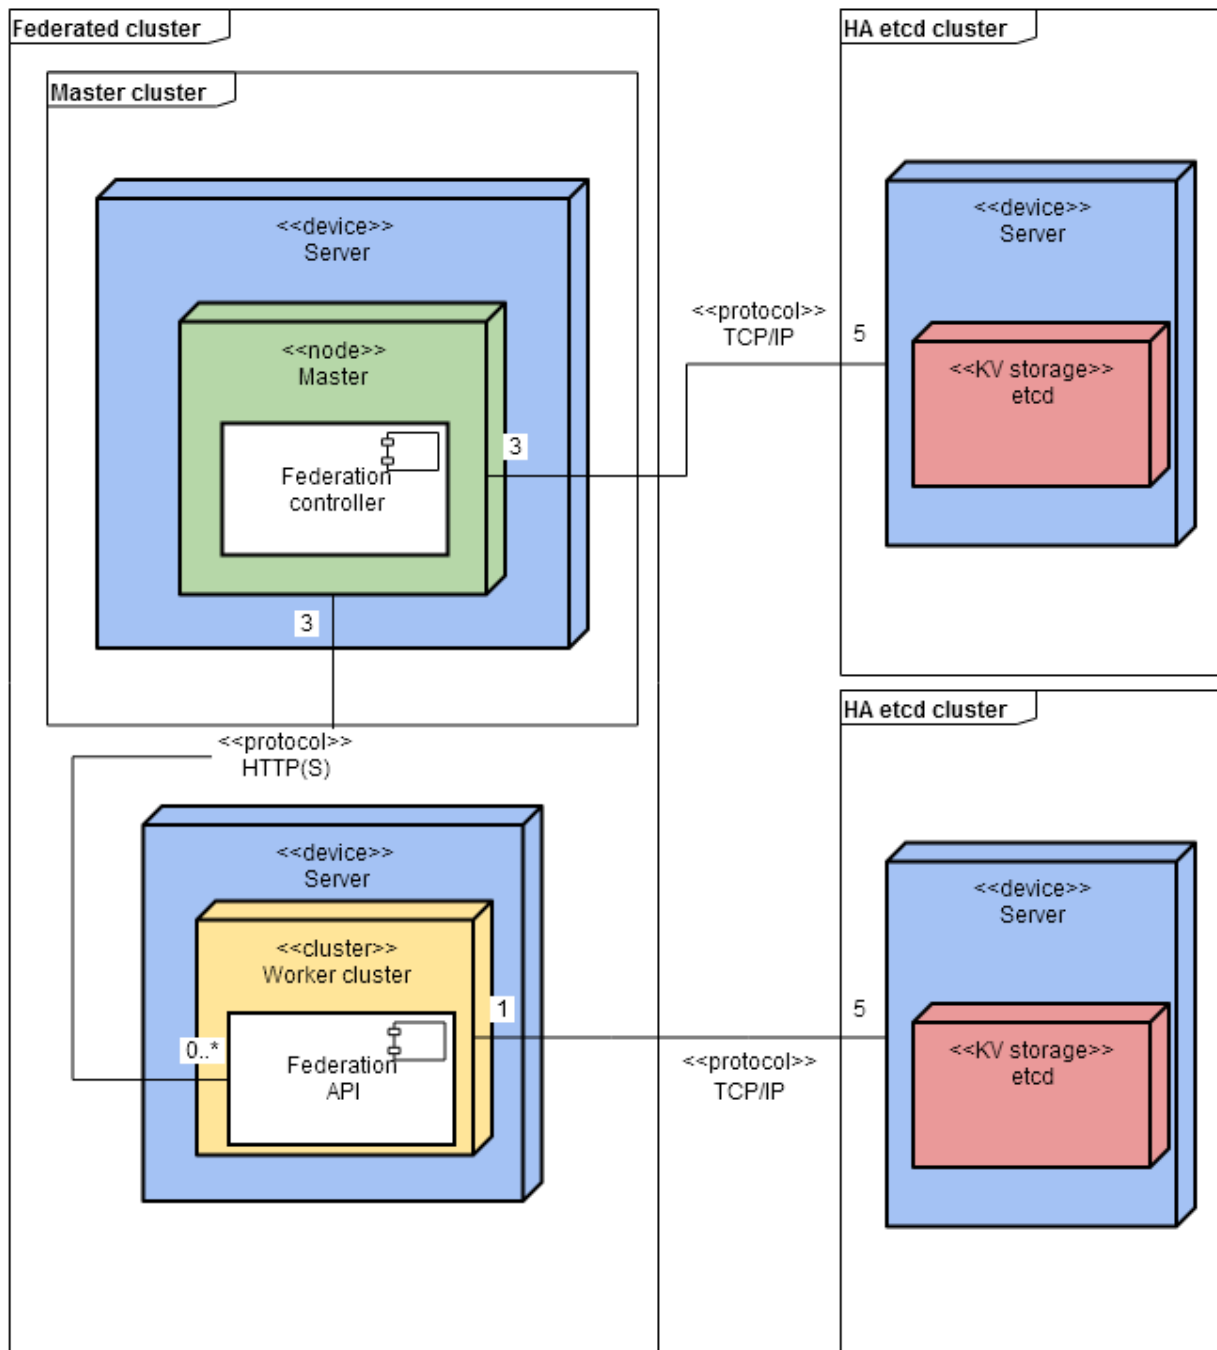 Federated cluster
Master cluster
<<device>>
Server
<<node>>
Master
Federation
controller
3
3
<<protocol>>
TCP/IP
5
HA etcd cluster
<<device>>
Server
<<KV storage>>
etcd
<<protocol>>
HTTP(S)
<<device>>
Server
<<cluster>>
Worker cluster
0..*
Federation
API
1
<<protocol>>
TCP/IP
5
HA etcd cluster
<<device>>
Server
<<KV storage>>
etcd